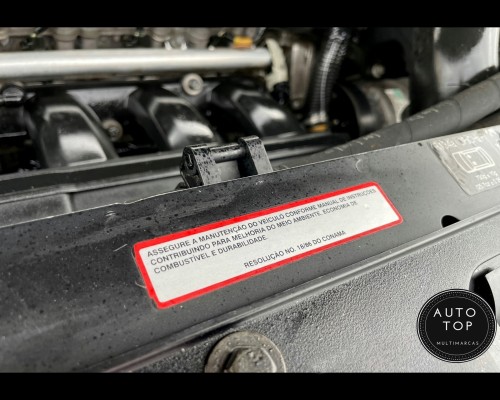 ASSEGURE A MANUTENÇÃO DO VEICULO CONFORME MANUAL DE INSTRUÇÕES
CONTRIBUINDO PARA MELHORIA DO MEIO AMBIENTE, ECONOMIA DE
COMBUSTÍVEL E DURABILIDADE.
RESOLUÇÃO NO. 18/86 DO CONAMA
AUTO
TOP
MULTIMARCAS